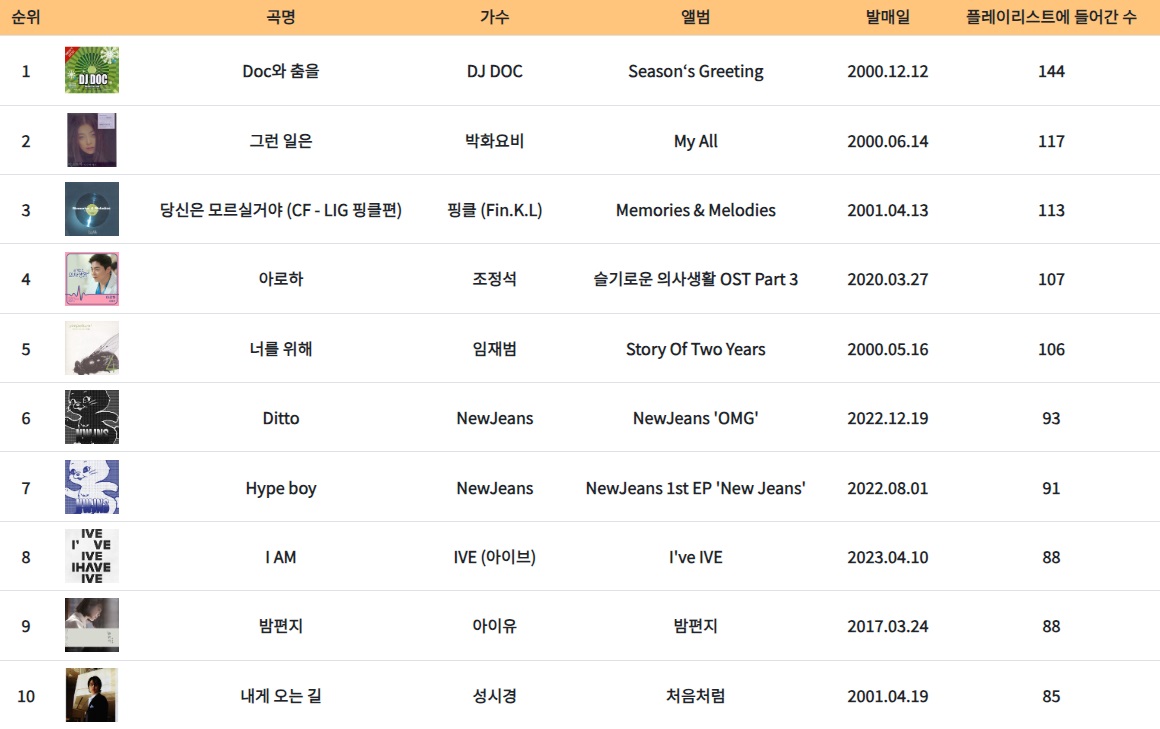 순위 곡명 가수 앨범 발매일 플레이리스트에 들어간 수
1 DJ DOC Doc와 춤을 DJ DOC Season‘s Greeting 2000.12.12 144
2 그런 일은 박화요비 My All 2000.06.14 117
3 당신은 모르실거야 (CF - LIG 핑클편) 핑클 (Fin.K.L) Memories & Melodies 2001.04.13 113
4 아로하 조정석 슬기로운 의사생활 OST Part 3 2020.03.27 107
5 너를 위해 임재범 Story Of Two Years 2000.05.16 106
6 Ditto NewJeans NewJeans 'OMG' 2022.12.19 93
7 Hype boy NewJeans NewJeans 1st EP 'New Jeans' 2022.08.01 91
IVE
I' VE
IVE
IHAVE
IVE
8 I AM IVE (아이브) I've IVE 2023.04.10 88
9 밤편지 아이유 밤편지 2017.03.24 88
10 내게 오는 길 성시경 처음처럼 2001.04.19 85